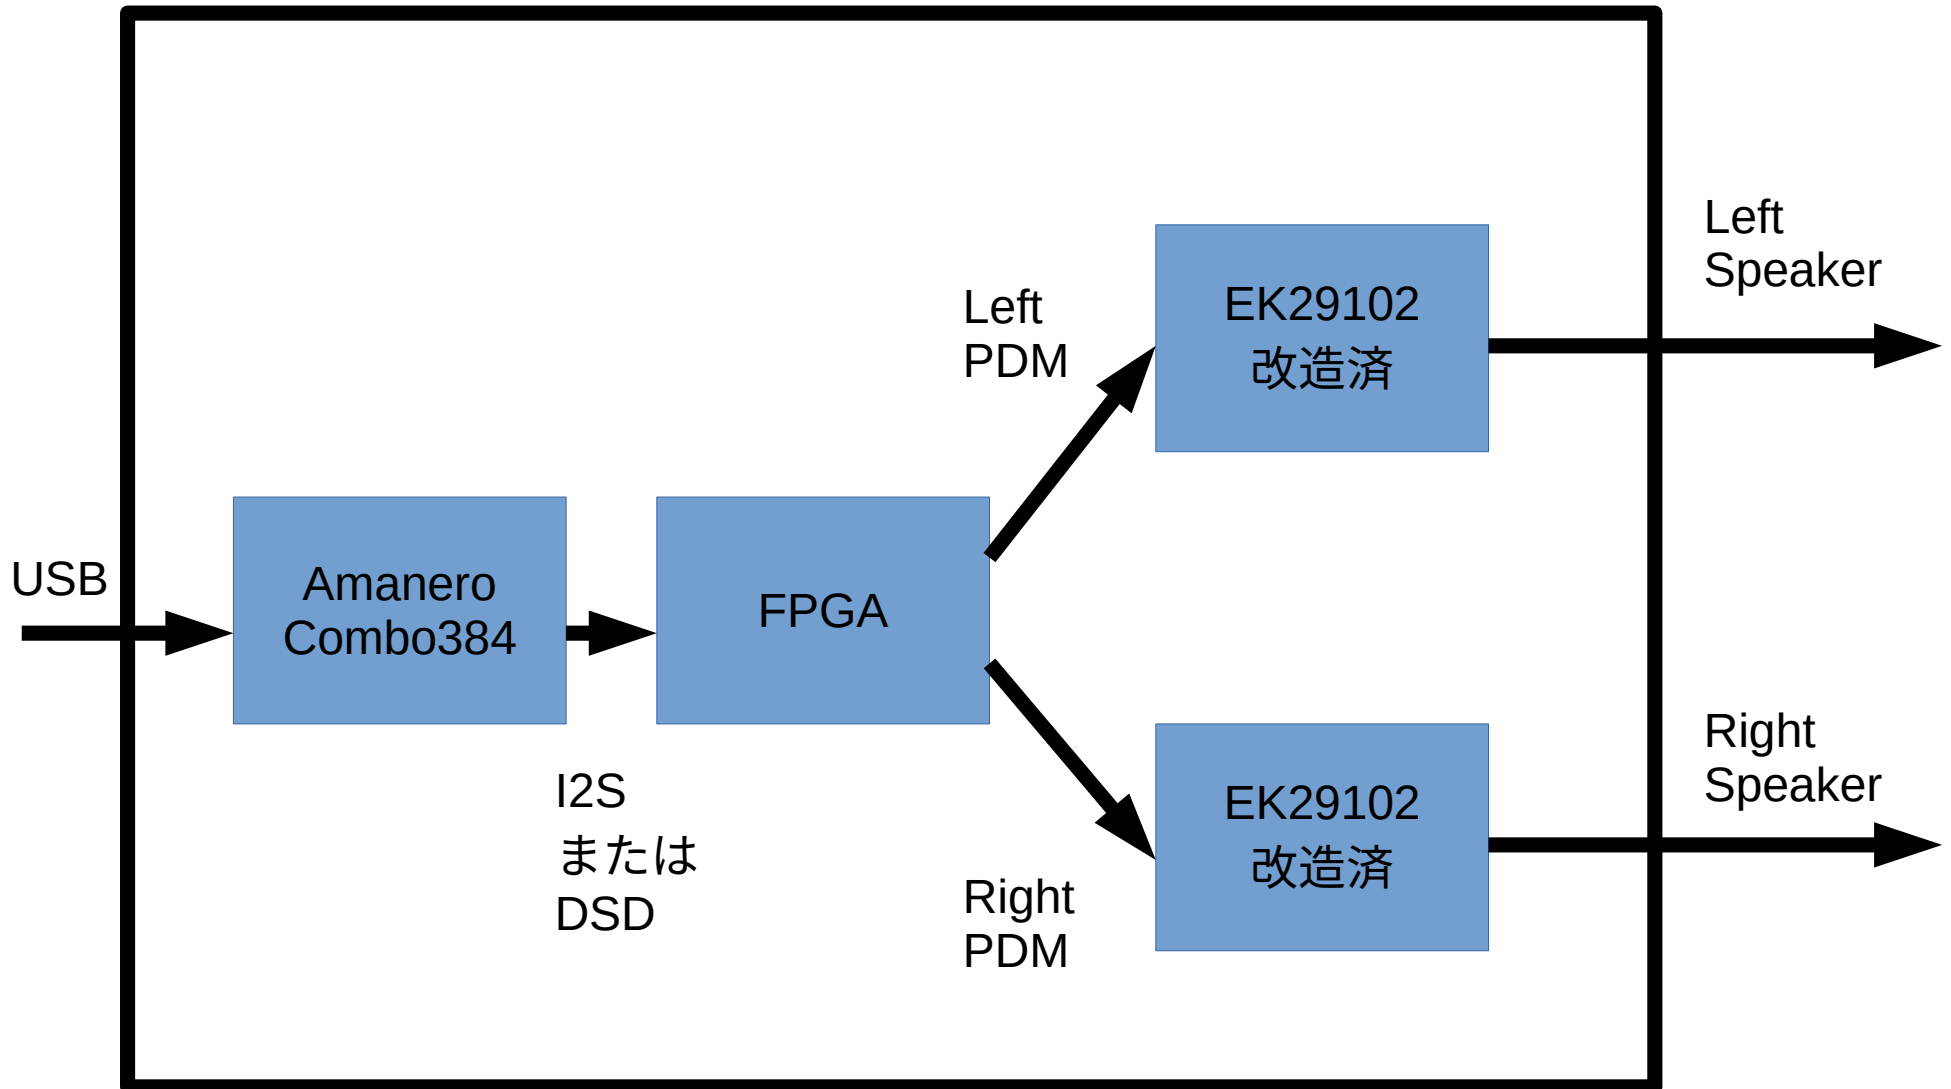 USB
Amanero
Combo384
I2S
または
DSD
FPGA
Left
PDM
Right
PDM
EK29102
改造済
EK29102
改造済
Left
Speaker
Right
Speaker